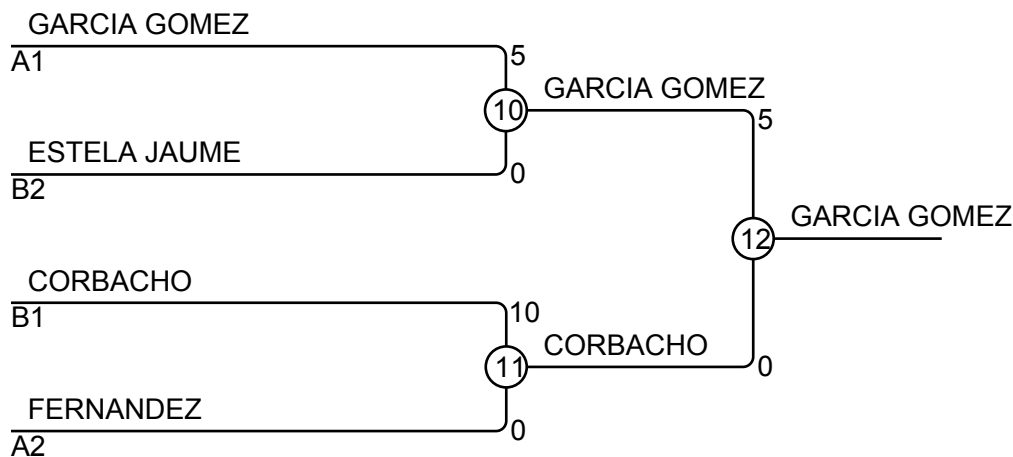 GARCIA GOMEZ
A1
5
10
GARCIA GOMEZ
5
ESTELA JAUME
B2
0
12
GARCIA GOMEZ
CORBACHO
B1
10
11
CORBACHO
0
FERNANDEZ
A2
0